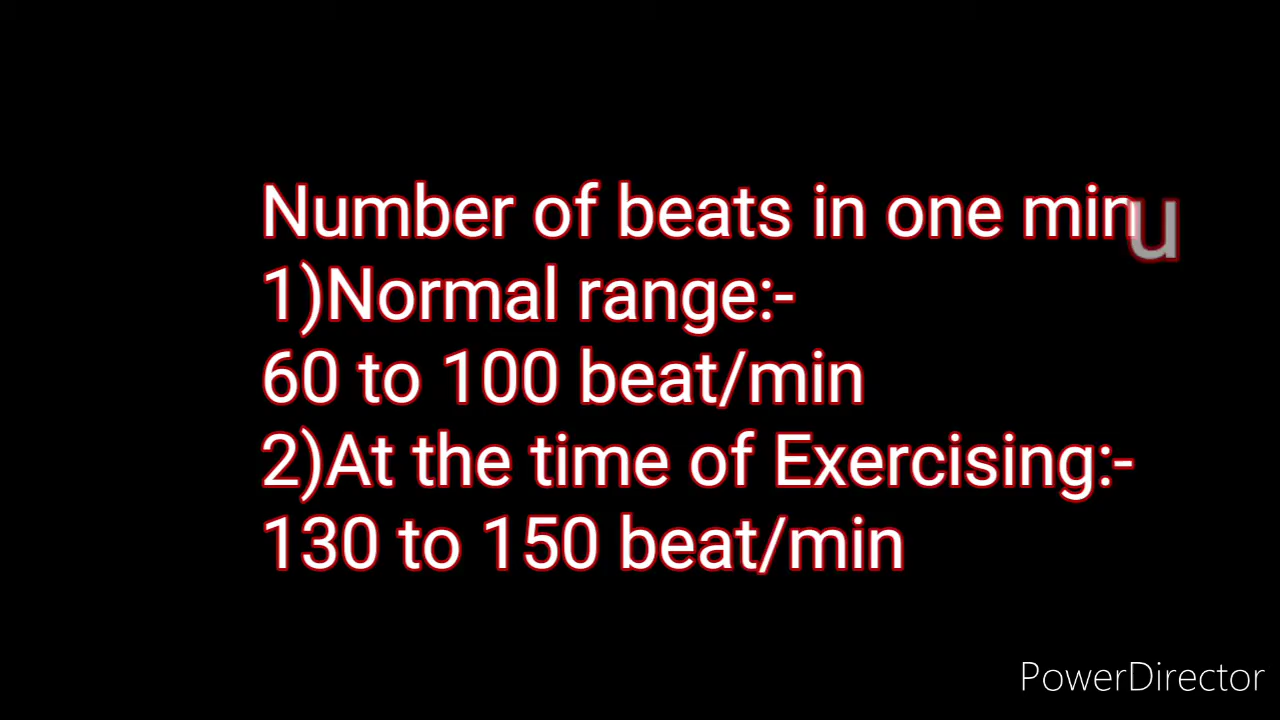 Number of beats in one minu
1)Normal range:-
60 to 100 beat/min
2)At the time of Exercising:-
130 to 150 beat/min
PowerDirector